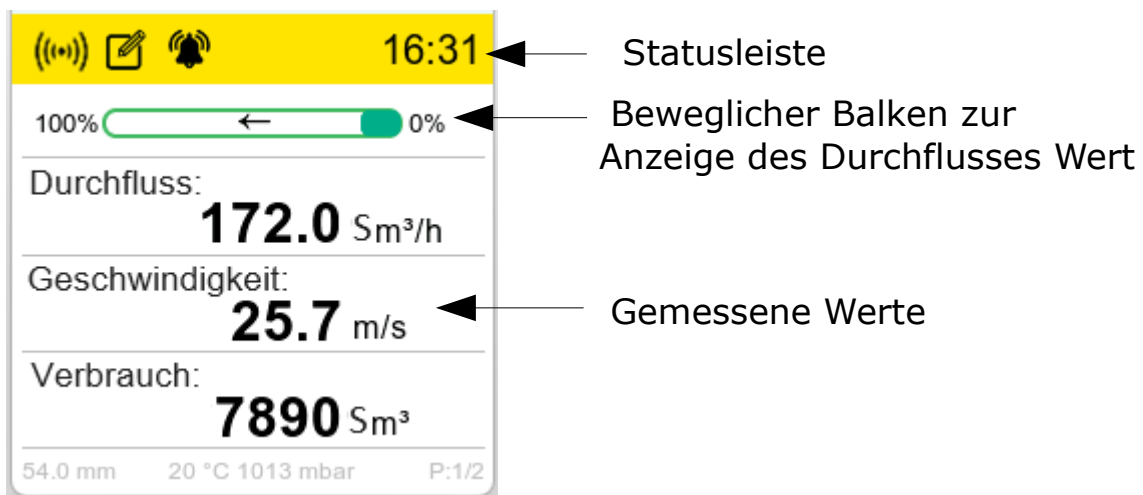 16:31
Statusleiste
100% ← 0%
Beweglicher Balken zur
Anzeige des Durchflusses Wert
Durchfluss:
172.0 Sm³/h
Geschwindigkeit:
25.7 m/s
Gemessene Werte
Verbrauch:
7890 Sm³
54.0 mm 20 °C 1013 mbar P:1/2